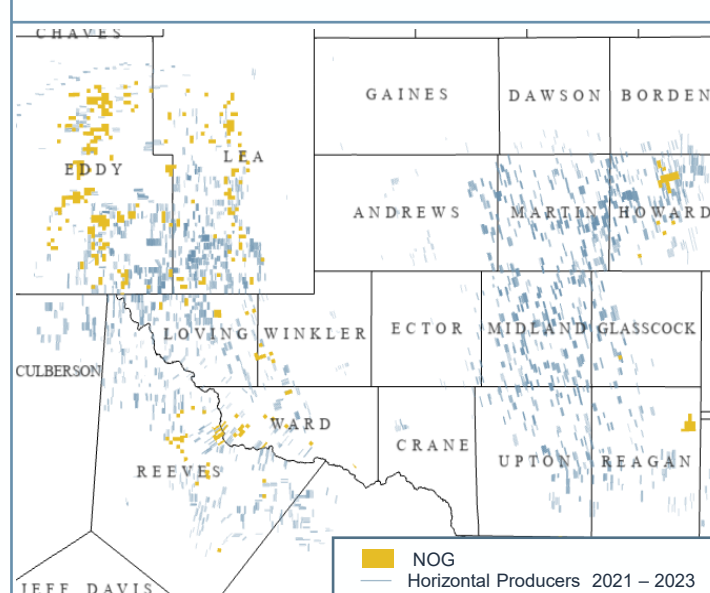 CHAVES
GAINES
DAWSON
BORDEN
EDDY
LEA
ANDREWS
MARTIN
HOWARD
LOVING
WINKLER
ECTOR
MIDLAND
GLASSCOCK
CULBERSON
WARD
CRANE
REEVES
UPTON
REAGAN
JEFF DAVIS
NOG
Horizontal Producers 2021 – 2023